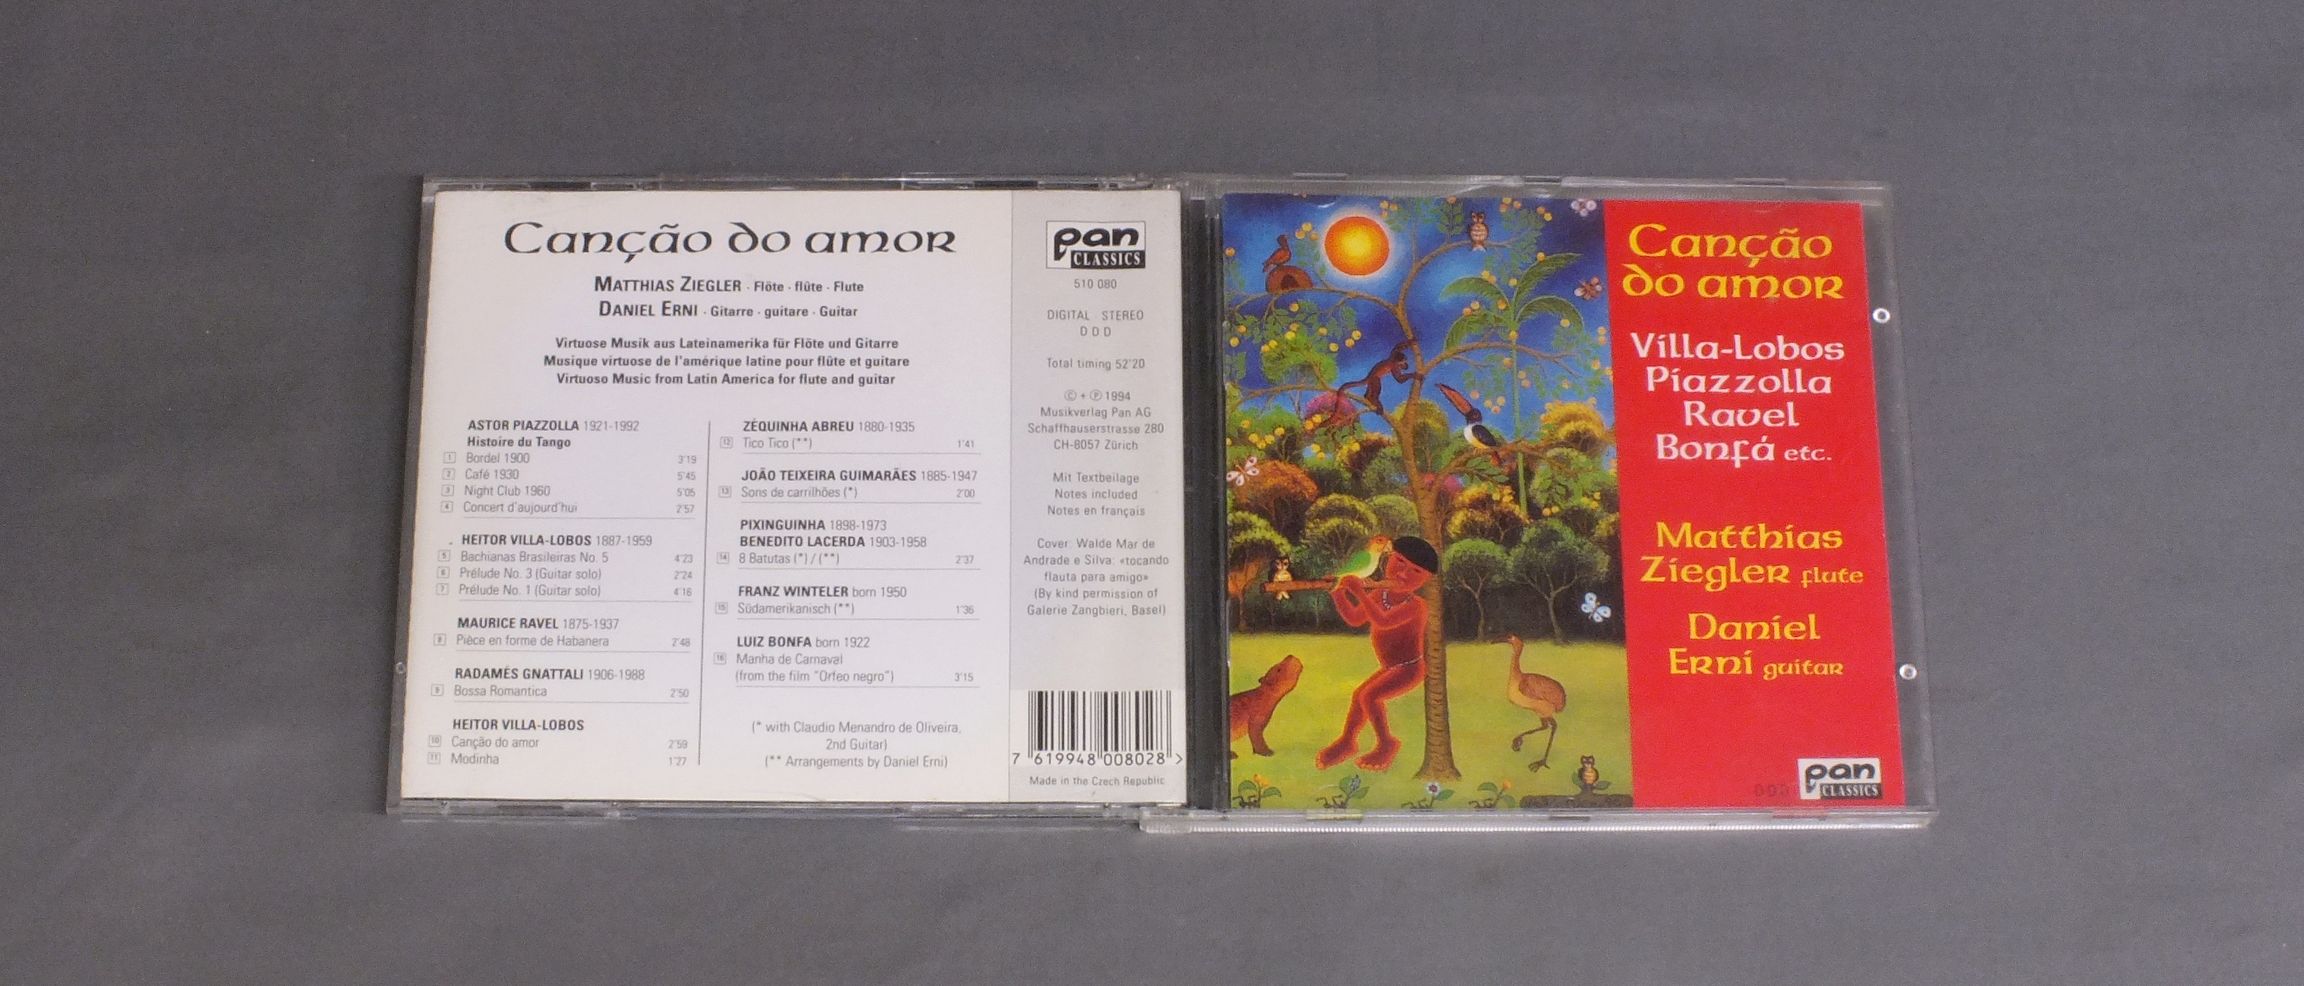 Canção do amor
MATTHIAS ZIEGLER · Flöte · flûte · Flute
DANIEL ERNI · Gitarre · guitare · Guitar
Virtuose Musik aus Lateinamerika für Flöte und Gitarre
Musique virtuose de l'amérique latine pour flûte et guitare
Virtuoso Music from Latin America for flute and guitar
ASTOR PIAZZOLLA 1921-1992
Histoire du Tango
1 Bordel 1900 3'19
2 Café 1930 5'45
3 Night Club 1960 5'05
4 Concert d'aujourd'hui 2'57
HEITOR VILLA-LOBOS 1887-1959
5 Bachianas Brasileiras No. 5 4'23
6 Prélude No. 3 (Guitar solo) 2'24
7 Prélude No. 1 (Guitar solo) 4'16
MAURICE RAVEL 1875-1937
8 Pièce en forme de Habanera 2'48
RADAMÉS GNATTALI 1906-1988
9 Bossa Romantica 2'50
HEITOR VILLA-LOBOS
10 Canção do amor 2'59
11 Modinha 1'27
ZÉQUINHA ABREU 1880-1935
12 Tico Tico (**) 1'41
JOÃO TEIXEIRA GUIMARÃES 1885-1947
13 Sons de carrilhões (*) 2'00
PIXINGUINHA 1898-1973
BENEDITO LACERDA 1903-1958
14 8 Batutas (*) / (**) 2'37
FRANZ WINTELER born 1950
15 Südamerikanisch (**) 1'36
LUIZ BONFA born 1922
16 Manha de Carnaval
(from the film "Orfeo negro") 3'15
(* with Claudio Menandro de Oliveira,
2nd Guitar)
(** Arrangements by Daniel Erni)
pan
CLASSICS
510 080
DIGITAL · STEREO
D D D
Total timing 52'20
© + ℗ 1994
Musikverlag Pan AG
Schaffhauserstrasse 280
CH-8057 Zürich
Mit Textbeilage
Notes included
Notes en français
Cover: Walde Mar de
Andrade e Silva: «tocando
flauta para amigo»
(By kind permission of
Galerie Zangbieri, Basel)
7 619948 008028 >
Made in the Czech Republic
Canção
do amor
Villa-Lobos
Piazzolla
Ravel
Bonfá etc.
Matthias
Ziegler flute
Daniel
Erni guitar
pan
CLASSICS